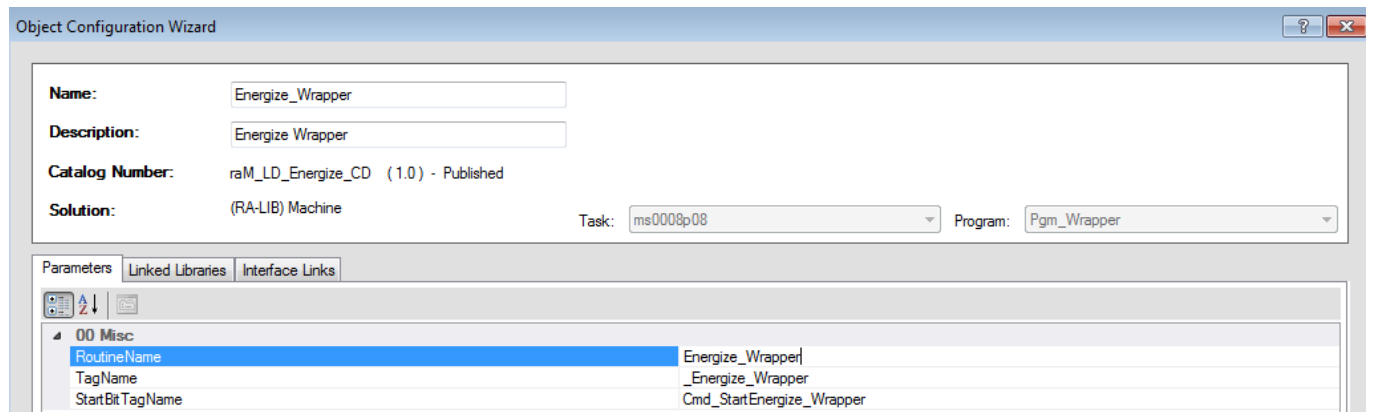 Object Configuration Wizard
Name: Energize_Wrapper
Description: Energize Wrapper
Catalog Number: raM_LD_Energize_CD (1.0) - Published
Solution: (RA-LIB) Machine Task: ms0008p08 Program: Pgm_Wrapper
Parameters Linked Libraries Interface Links
00 Misc
RoutineName Energize_Wrapper
TagName _Energize_Wrapper
StartBitTagName Cmd_StartEnergize_Wrapper